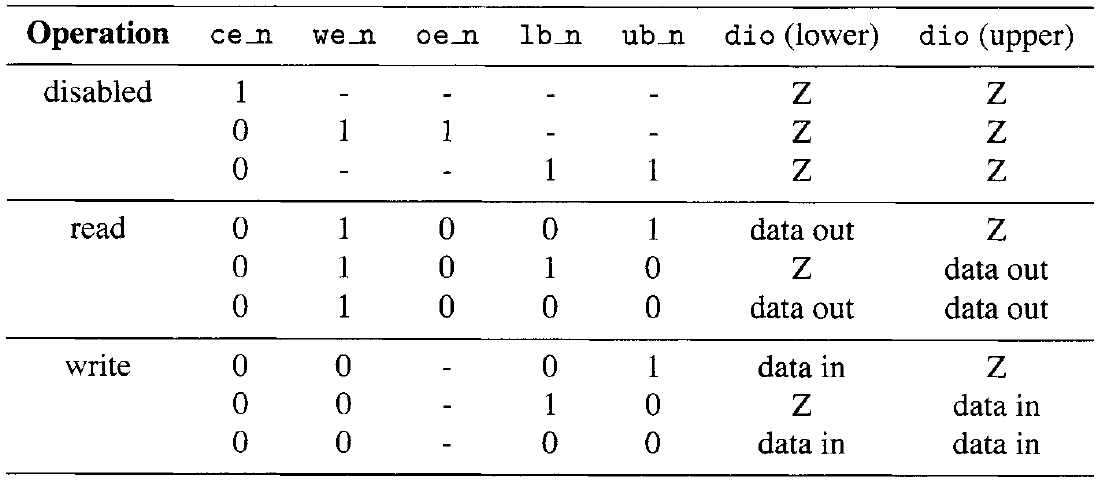 Operation ce_n we_n oe_n lb_n ub_n dio (lower) dio (upper)
disabled 1 - - - - Z Z
0 1 1 - - Z Z
0 - - 1 1 Z Z
read 0 1 0 0 1 data out Z
0 1 0 1 0 Z data out
0 1 0 0 0 data out data out
write 0 0 - 0 1 data in Z
0 0 - 1 0 Z data in
0 0 - 0 0 data in data in